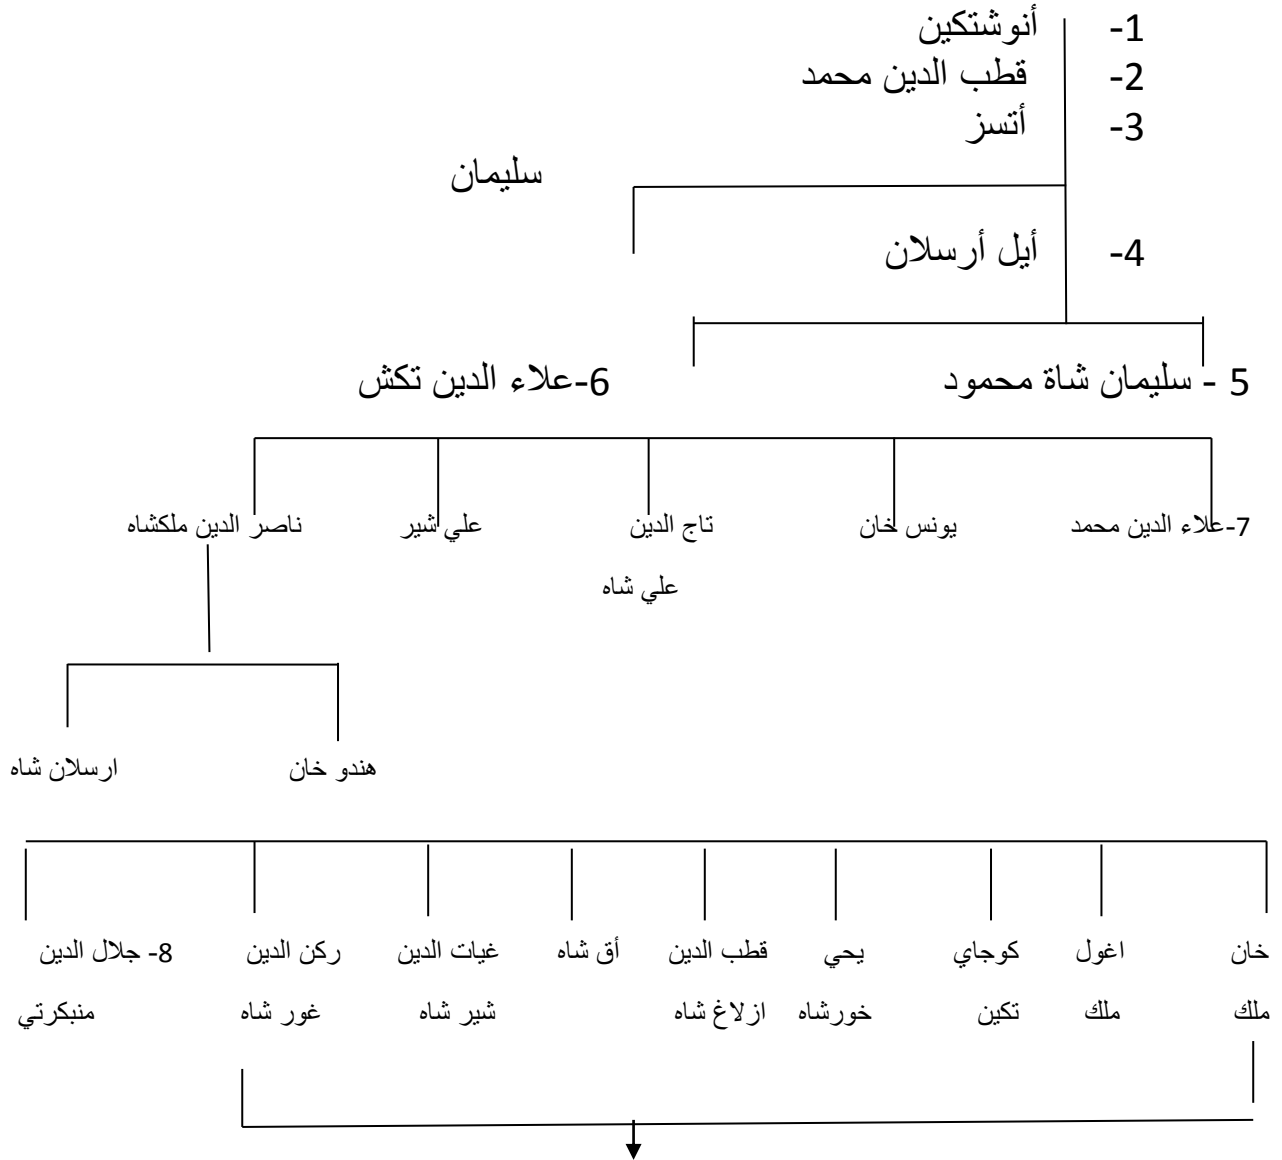 1- أنوشتكين
2- قطب الدين محمد
3- أتسز
سليمان
4- أيل أرسلان
5 - سليمان شاة محمود 6-علاء الدين تكش
7-علاء الدين محمد يونس خان تاج الدين علي شير ناصر الدين ملكشاه
علي شاه
هندو خان ارسلان شاه
خان اغول كوجاي يحي قطب الدين أق شاه غيات الدين ركن الدين 8- جلال الدين
ملك ملك تكين خورشاه ازلاغ شاه شير شاه غور شاه منبكرتي